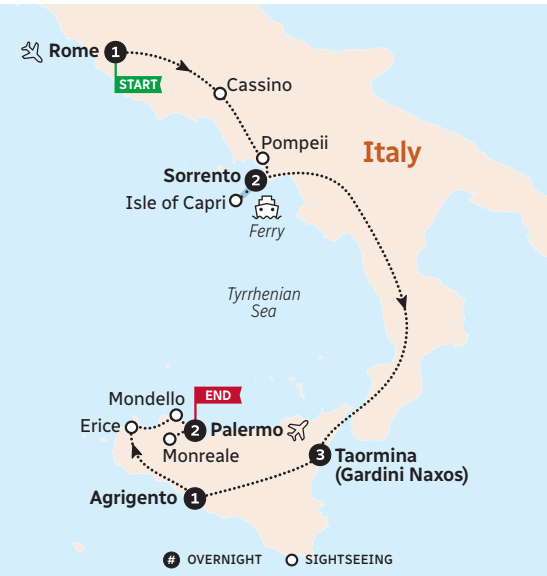 Rome 1
START
Cassino
Pompeii
Italy
Sorrento 2
Isle of Capri
Ferry
Tyrrhenian
Sea
END
Mondello
Erice
2 Palermo
Monreale
3 Taormina
(Gardini Naxos)
Agrigento 1
# OVERNIGHT SIGHTSEEING